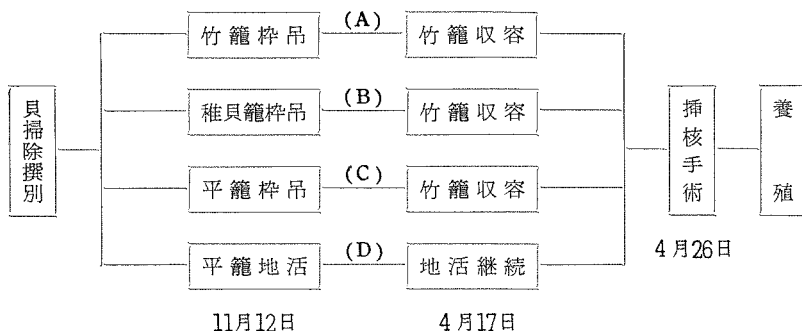 貝掃除撰別
竹籠枠吊 (A) 竹籠収容
稚貝籠枠吊 (B) 竹籠収容
平籠枠吊 (C) 竹籠収容
平籠地活 (D) 地活継続
挿核手術
養殖
4月26日
11月12日 4月17日